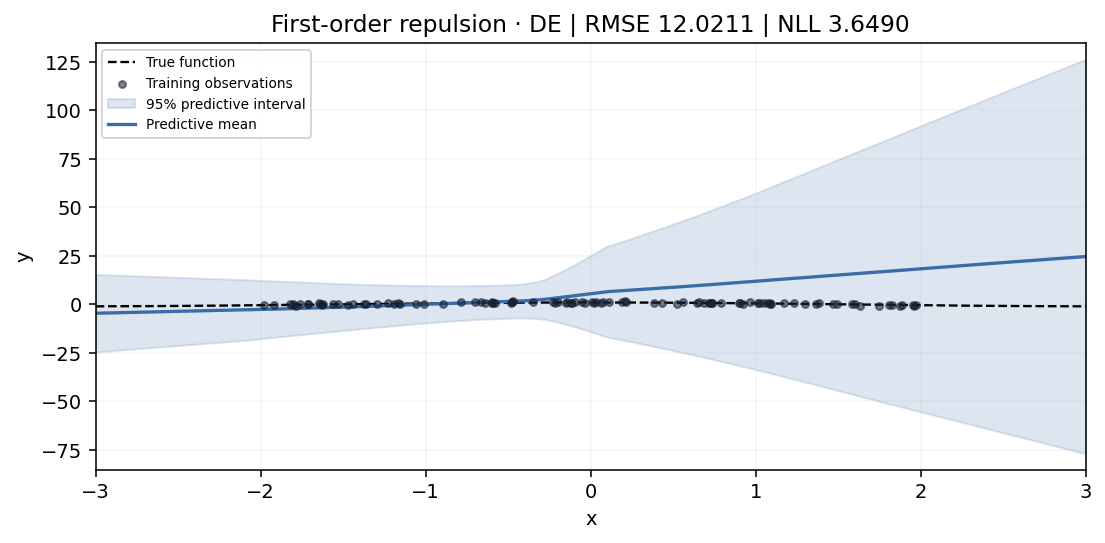 First-order repulsion · DE | RMSE 12.0211 | NLL 3.6490
True function
Training observations
95% predictive interval
Predictive mean
125
100
75
50
25
0
−25
−50
−75
y
−3
−2
−1
0
1
2
3
x